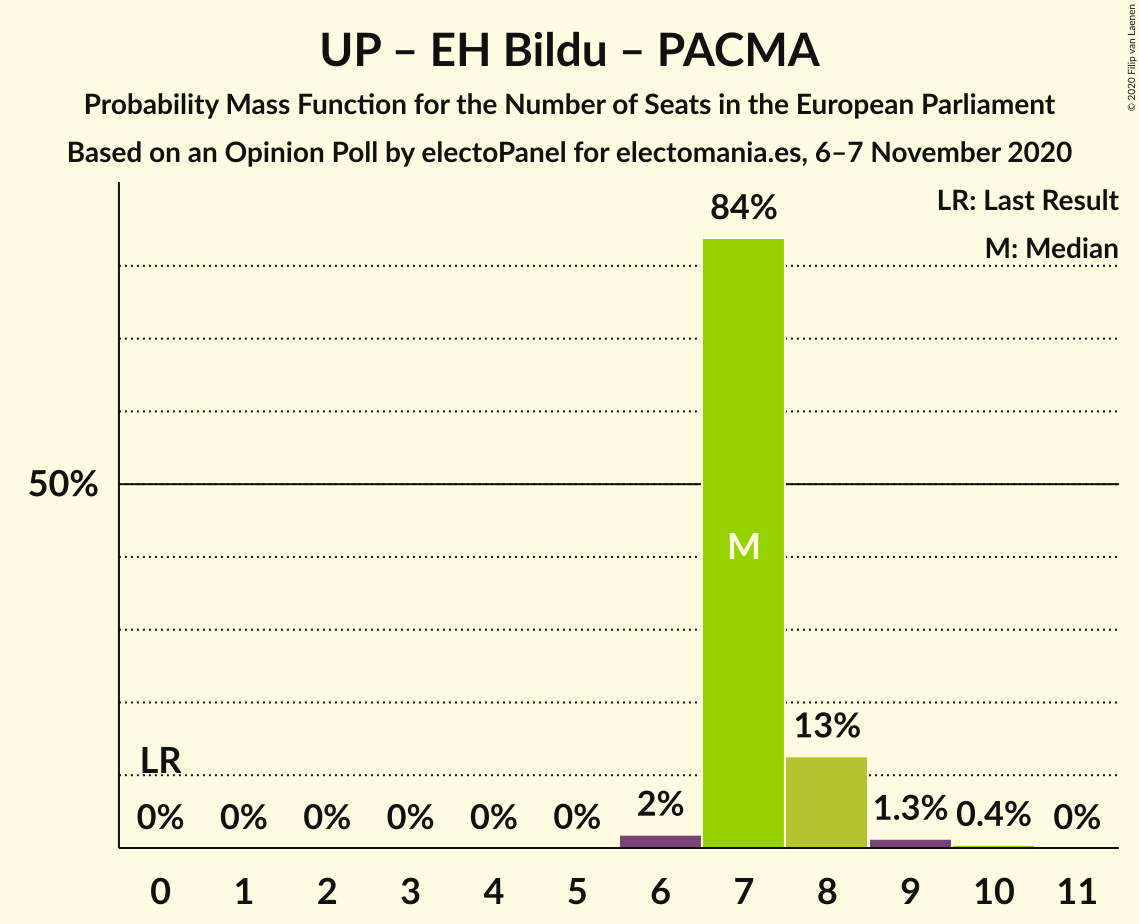 UP – EH Bildu – PACMA
Probability Mass Function for the Number of Seats in the European Parliament
Based on an Opinion Poll by electoPanel for electomania.es, 6–7 November 2020
© 2020 Filip van Laenen
LR: Last Result
M: Median
84%
50%
M
13%
LR
0% 0% 0% 0% 0% 0% 2% 1.3% 0.4% 0%
0 1 2 3 4 5 6 7 8 9 10 11